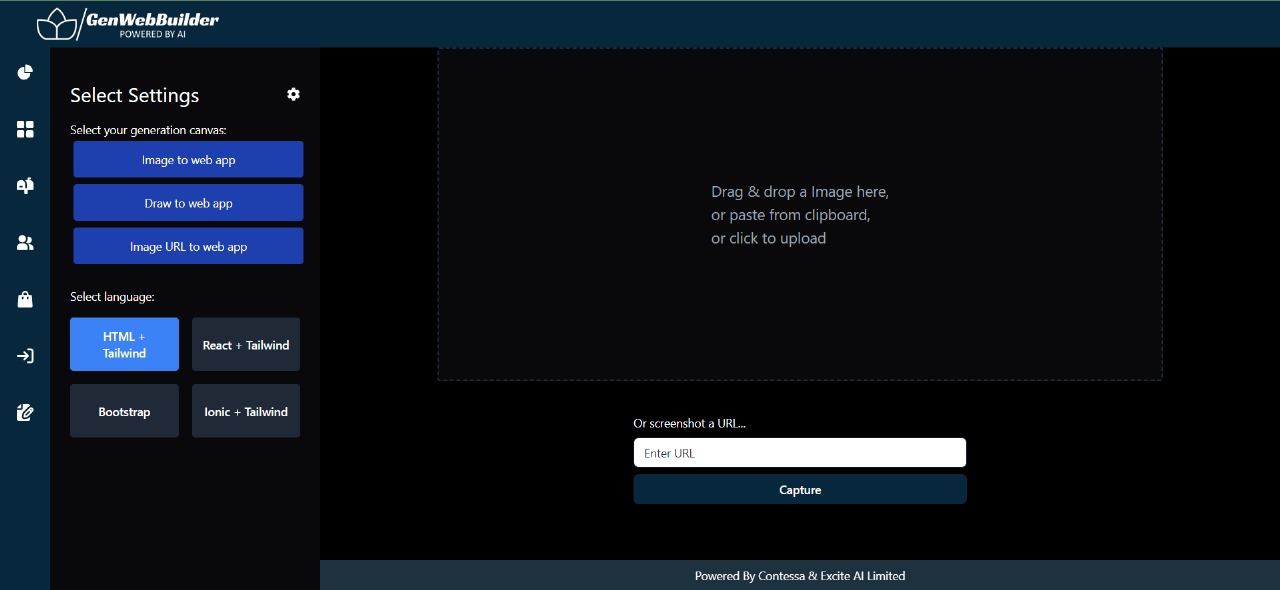 GenWebBuilder
POWERED BY AI
Select Settings
Select your generation canvas:
Image to web app
Draw to web app
Image URL to web app
Select language:
HTML +
Tailwind
React + Tailwind
Bootstrap
Ionic + Tailwind
Drag & drop a Image here,
or paste from clipboard,
or click to upload
Or screenshot a URL...
Enter URL
Capture
Powered By Contessa & Excite AI Limited